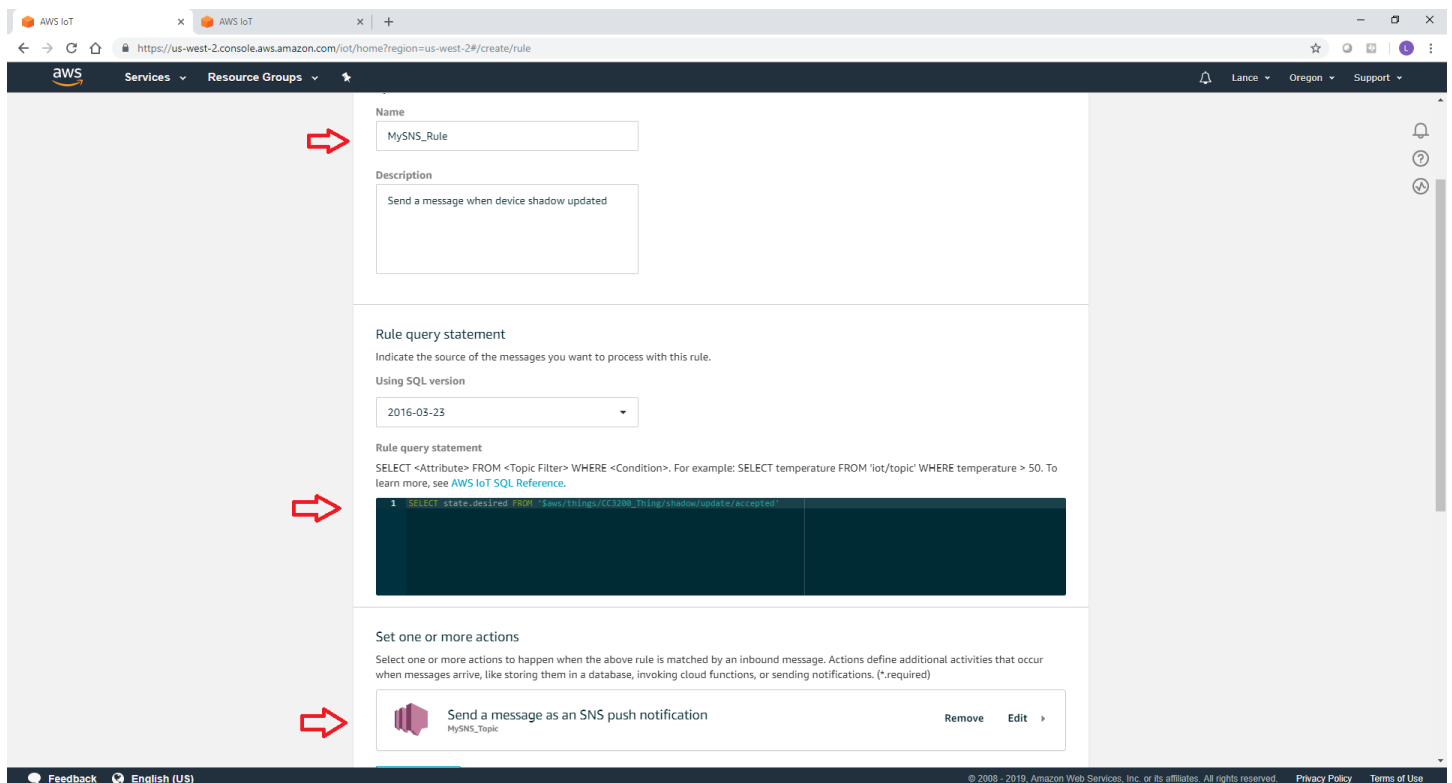 AWS IoT
AWS IoT
https://us-west-2.console.aws.amazon.com/iot/home?region=us-west-2#/create/rule
L
aws Services Resource Groups Lance Oregon Support
Name
MySNS_Rule
Description
Send a message when device shadow updated
Rule query statement
Indicate the source of the messages you want to process with this rule.
Using SQL version
2016-03-23
Rule query statement
SELECT <Attribute> FROM <Topic Filter> WHERE <Condition>. For example: SELECT temperature FROM 'iot/topic' WHERE temperature > 50. To
learn more, see AWS IoT SQL Reference.
1 SELECT state.desired FROM '$aws/things/CC3200_Thing/shadow/update/accepted'
Set one or more actions
Select one or more actions to happen when the above rule is matched by an inbound message. Actions define additional activities that occur
when messages arrive, like storing them in a database, invoking cloud functions, or sending notifications. (*.required)
Send a message as an SNS push notification
MySNS_Topic
Remove Edit
Feedback English (US) © 2008 - 2019, Amazon Web Services, Inc. or its affiliates. All rights reserved. Privacy Policy Terms of Use